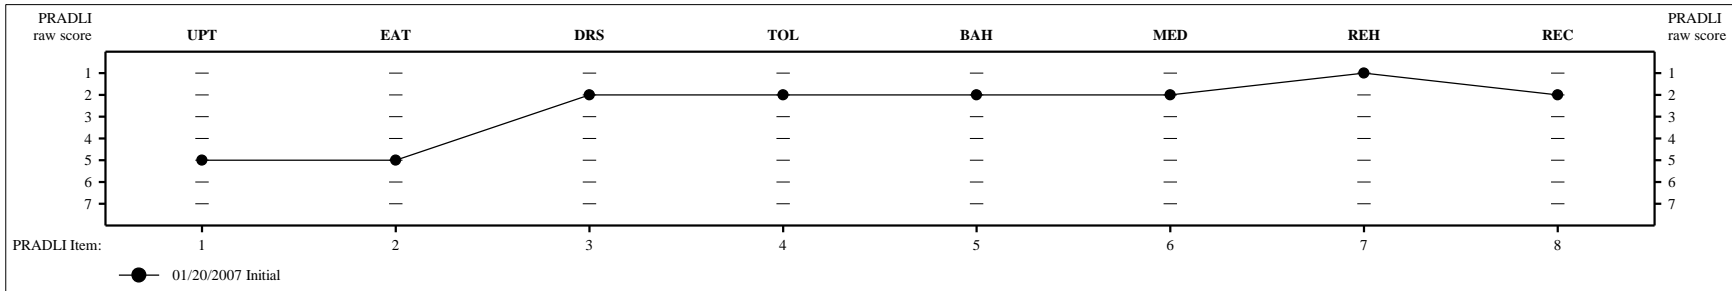 PRADLI
raw score
UPT EAT DRS TOL BAH MED REH REC
PRADLI
raw score
1 1
2 2
3 3
4 4
5 5
6 6
7 7
PRADLI Item: 1 2 3 4 5 6 7 8
01/20/2007 Initial